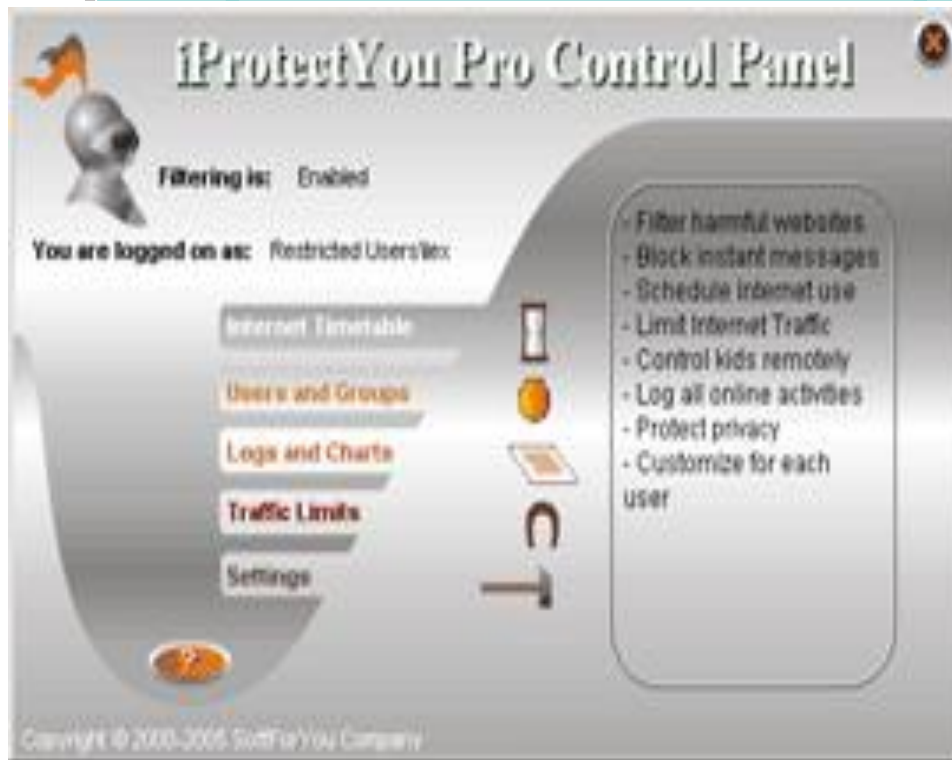 iProtectYou Pro Control Panel
Filtering is: Enabled
You are logged on as: Restricted Users\
Internet Timetable
Users and Groups
Logs and Charts
Traffic Limits
Settings
?
- Filter harmful websites
- Block instant messages
- Schedule Internet use
- Limit Internet Traffic
- Control kids remotely
- Log all online activities
- Protect privacy
- Customize for each
user
Copyright © 2000-2005 SoftForYou Company